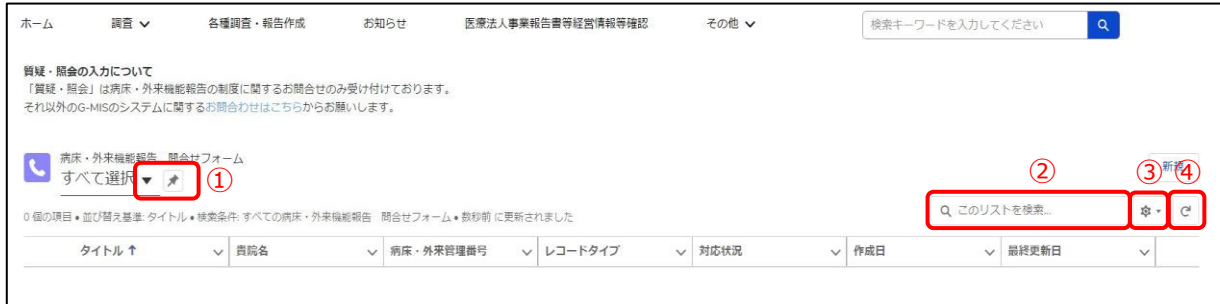 ホーム 調査 各種調査・報告作成 お知らせ 医療法人事業報告書等経営情報等確認 その他 検索キーワードを入力してください
質疑・照会の入力について
「質疑・照会」は病床・外来機能報告の制度に関するお問合せのみ受け付けております。
それ以外のG-MISのシステムに関するお問合わせはこちらからお願いします。
病床・外来機能報告 問合せフォーム
すべて選択 ▼ ① ② ③ ④ 新規
0 個の項目 • 並び替え基準: タイトル • 検索条件: すべての病床・外来機能報告 問合せフォーム • 数秒前 に更新されました このリストを検索...
タイトル ↑ 貴院名 病床・外来管理番号 レコードタイプ 対応状況 作成日 最終更新日